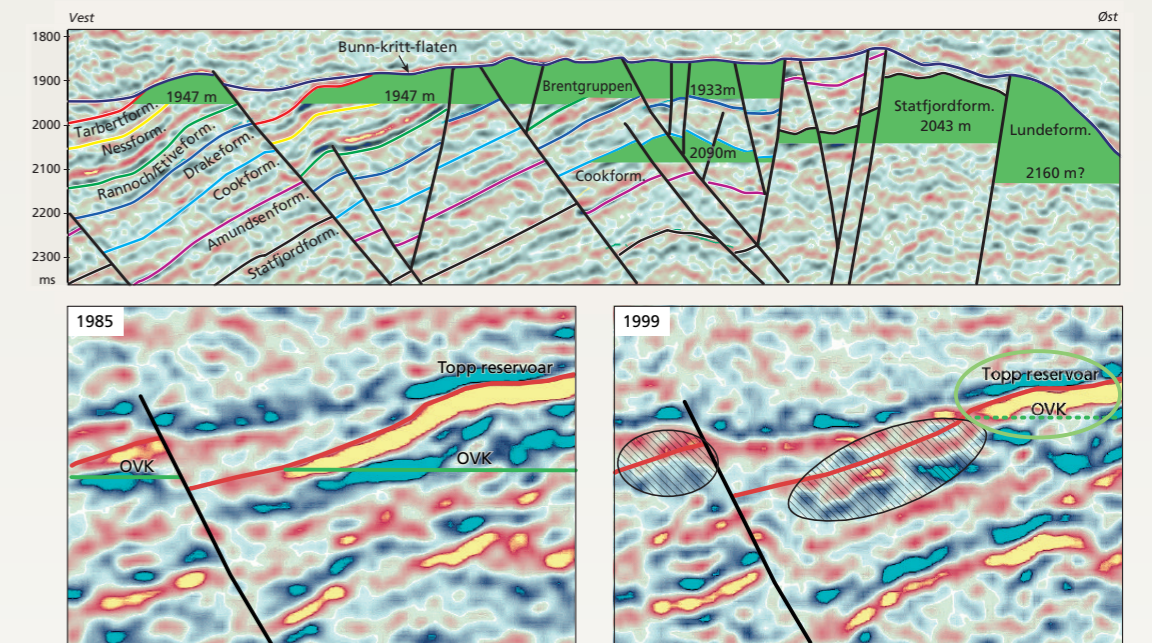 Vest
Øst
1800
1900
2000
2100
2200
2300
ms
Bunn-kritt-flaten
1947 m
1947 m
Brentgruppen
1933m
2090m
Statfjordform.
2043 m
Lundeform.
2160 m?
Tarbertform.
Nessform.
Rannoch/Etiveform.
Drakeform.
Cookform.
Amundsenform.
Statfjordform.
Cookform.
1985
Topp reservoar
OVK
OVK
1999
Topp reservoar
OVK